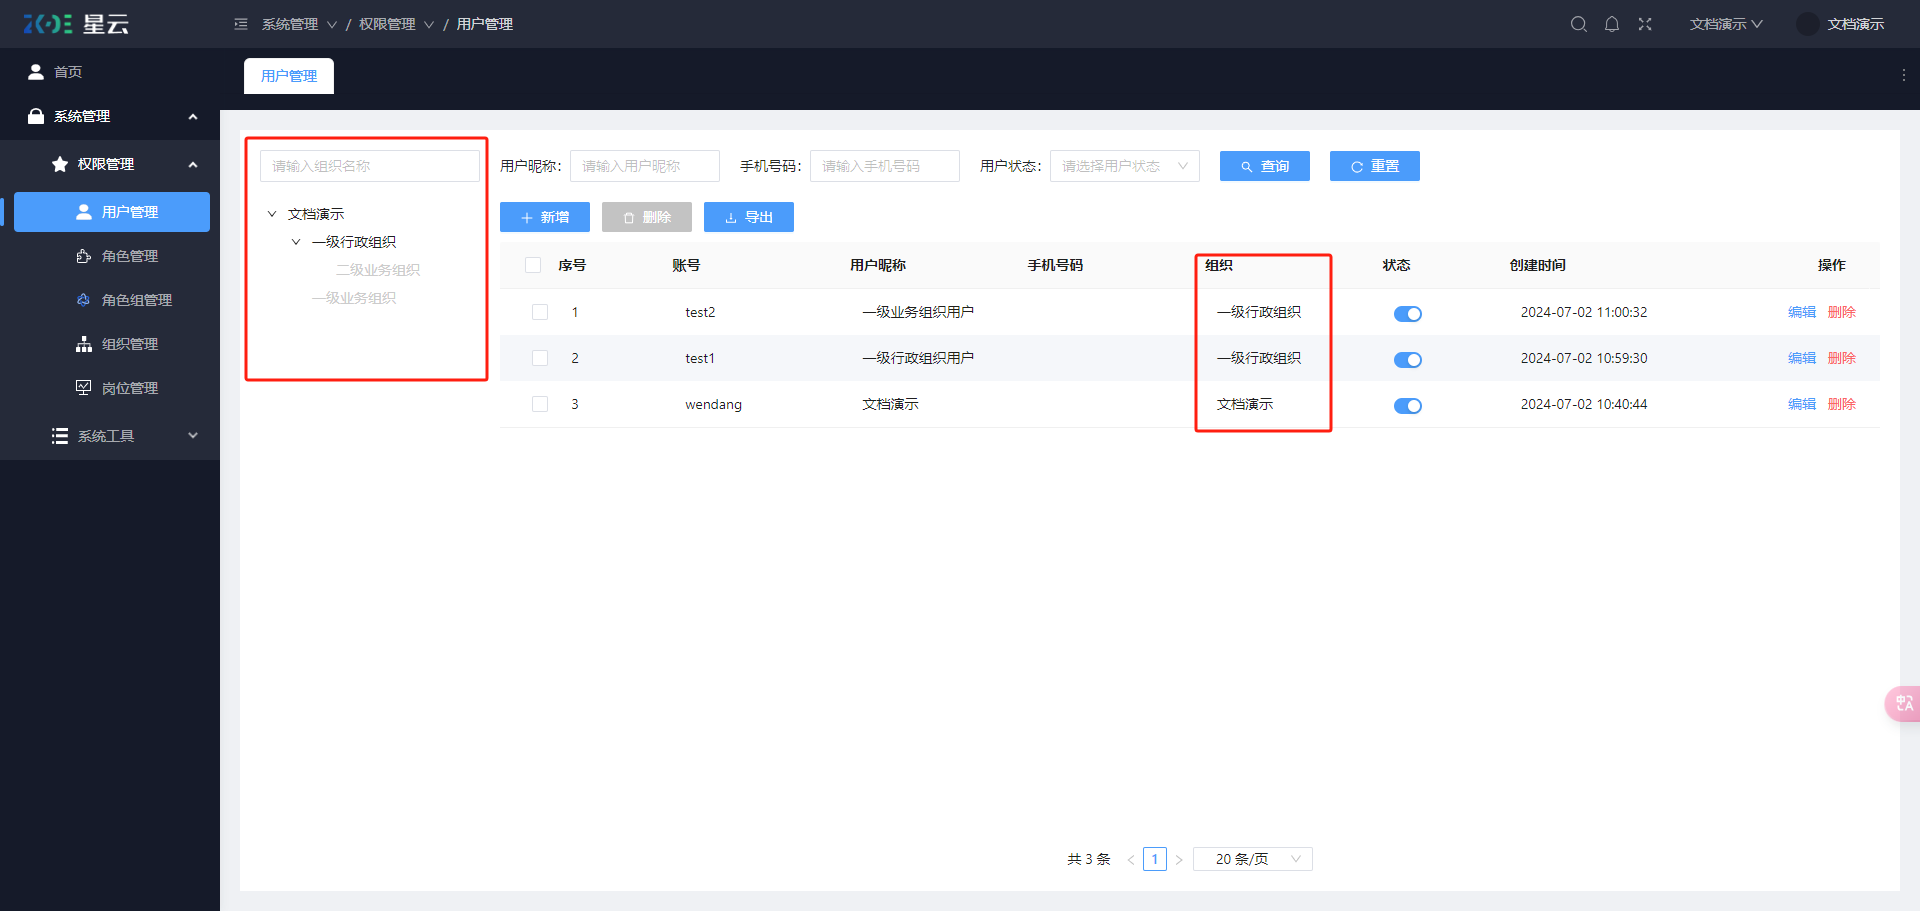 ZOE 星云
系统管理 / 权限管理 / 用户管理
文档演示
文档演示
首页
系统管理
权限管理
用户管理
角色管理
角色组管理
组织管理
岗位管理
系统工具
用户管理
请输入组织名称
文档演示
一级行政组织
二级业务组织
一级业务组织
用户昵称: 请输入用户昵称 手机号码: 请输入手机号码 用户状态: 请选择用户状态 查询 重置
新增 删除 导出
序号 账号 用户昵称 手机号码 组织 状态 创建时间 操作
1 test2 一级业务组织用户 一级行政组织 2024-07-02 11:00:32 编辑 删除
2 test1 一级行政组织用户 一级行政组织 2024-07-02 10:59:30 编辑 删除
3 wendang 文档演示 文档演示 2024-07-02 10:40:44 编辑 删除
共 3 条 < 1 > 20 条/页
中A